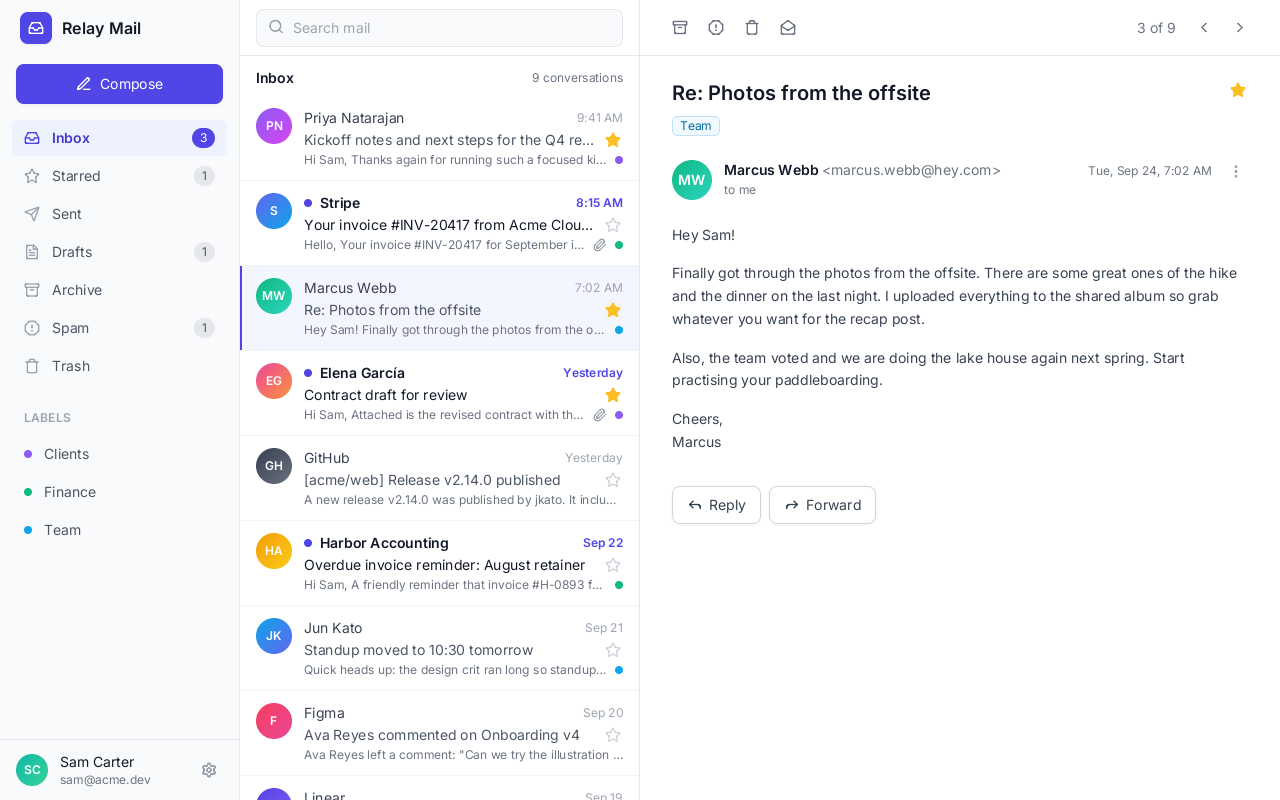 Relay Mail
Compose
Inbox 3
Starred 1
Sent
Drafts 1
Archive
Spam 1
Trash
LABELS
Clients
Finance
Team
SC
Sam Carter
sam@acme.dev
Search mail
Inbox 9 conversations
PN
Priya Natarajan 9:41 AM
Kickoff notes and next steps for the Q4 re...
Hi Sam, Thanks again for running such a focused ki...
S
Stripe 8:15 AM
Your invoice #INV-20417 from Acme Clou...
Hello, Your invoice #INV-20417 for September i...
MW
Marcus Webb 7:02 AM
Re: Photos from the offsite
Hey Sam! Finally got through the photos from the o...
EG
Elena García Yesterday
Contract draft for review
Hi Sam, Attached is the revised contract with th...
GH
GitHub Yesterday
[acme/web] Release v2.14.0 published
A new release v2.14.0 was published by jkato. It inclu...
HA
Harbor Accounting Sep 22
Overdue invoice reminder: August retainer
Hi Sam, A friendly reminder that invoice #H-0893 f...
JK
Jun Kato Sep 21
Standup moved to 10:30 tomorrow
Quick heads up: the design crit ran long so standup...
F
Figma Sep 20
Ava Reyes commented on Onboarding v4
Ava Reyes left a comment: "Can we try the illustration ...
Linear Sep 19
3 of 9
Re: Photos from the offsite
Team
MW
Marcus Webb <marcus.webb@hey.com> Tue, Sep 24, 7:02 AM
to me
Hey Sam!
Finally got through the photos from the offsite. There are some great ones of the hike
and the dinner on the last night. I uploaded everything to the shared album so grab
whatever you want for the recap post.
Also, the team voted and we are doing the lake house again next spring. Start
practising your paddleboarding.
Cheers,
Marcus
Reply
Forward